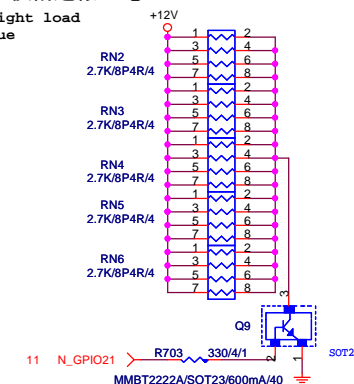 ight load
ue
+12V
1 2
3 4
RN2
5 6
2.7K/8P4R/4
7 8
1 2
3 4
RN3
5 6
2.7K/8P4R/4
7 8
1 2
3 4
RN4
5 6
2.7K/8P4R/4
7 8
1 2
RN5
3 4
2.7K/8P4R/4
5 6
7 8
1 2
RN6
3 4
2.7K/8P4R/4
5 6
7 8
3
Q9
11 N_GPIO21 R703 330/4/1 2 1 SOT2
MMBT2222A/SOT23/600mA/40